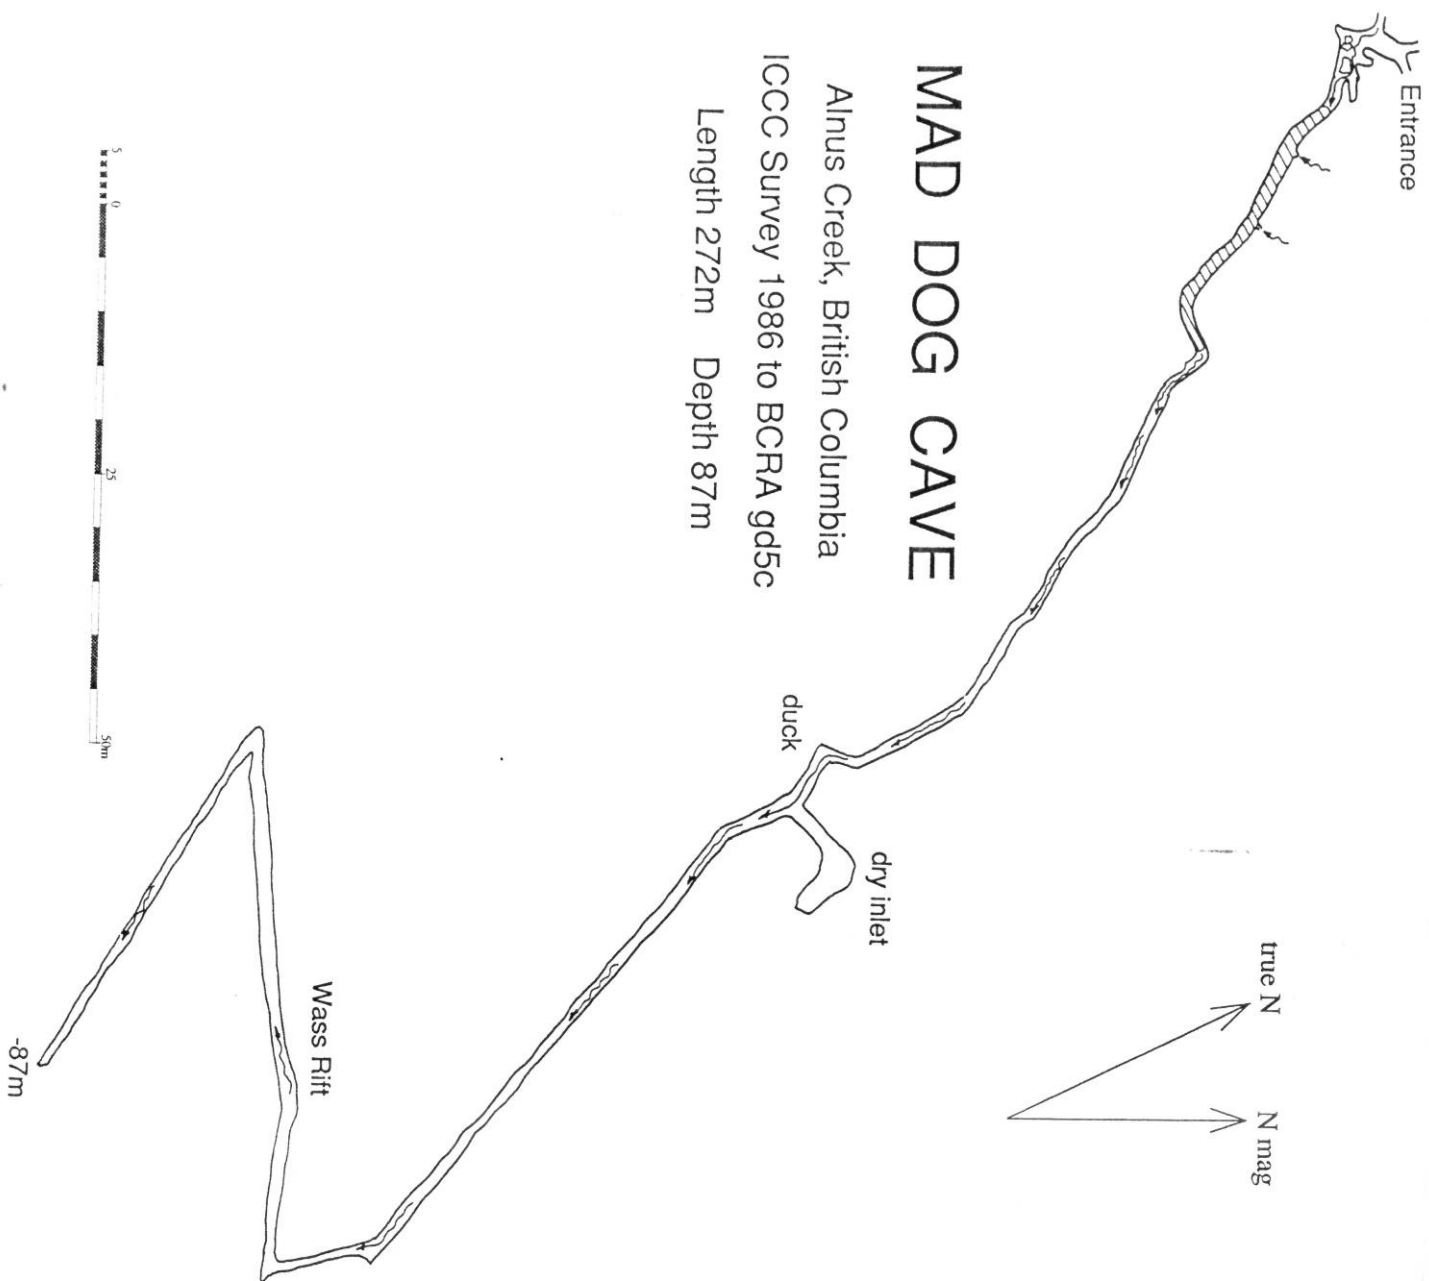 Entrance
MAD DOG CAVE
Alnus Creek, British Columbia
ICCC Survey 1986 to BCRA gd5c
Length 272m Depth 87m
true N
N mag
dry inlet
duck
Wass Rift
-87m
5 0 25 50m